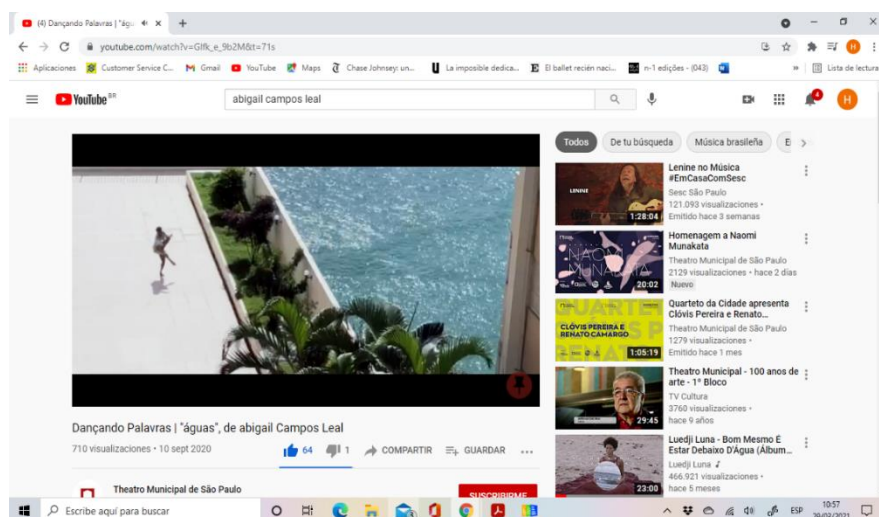 (4) Dançando Palavras | "águ
youtube.com/watch?v=GIfk_e_9b2M&t=71s
Aplicaciones Customer Service C... Gmail YouTube Maps Chase Johnsey: un... La imposible dedica... El ballet recién naci... n-1 edições - (043) » Lista de lectura
YouTube BR abigail campos leal 4 H
Todos De tu búsqueda Música brasileña
LENINE
1:28:04
Lenine no Música
#EmCasaComSesc
Sesc São Paulo
121.093 visualizaciones •
Emitido hace 3 semanas
NAOMI
MUNAKATA
20:02
Homenagem a Naomi
Munakata
Theatro Municipal de São Paulo
2129 visualizaciones • hace 2 días
Nuevo
CLÓVIS PEREIRA E
RENATO CAMARGO
1:05:19
Quarteto da Cidade apresenta
Clóvis Pereira e Renato...
Theatro Municipal de São Paulo
1279 visualizaciones •
Emitido hace 1 mes
29:45
Theatro Municipal - 100 anos de
arte - 1º Bloco
TV Cultura
3760 visualizaciones •
hace 9 años
23:00
Luedji Luna - Bom Mesmo É
Estar Debaixo D'Água (Álbum...
Luedji Luna
466.921 visualizaciones •
hace 5 meses
Dançando Palavras | "águas", de abigail Campos Leal
710 visualizaciones • 10 sept 2020
64 1 COMPARTIR GUARDAR ...
Theatro Municipal de São Paulo
SUSCRIBIRME
Escribe aquí para buscar
ESP 10:57